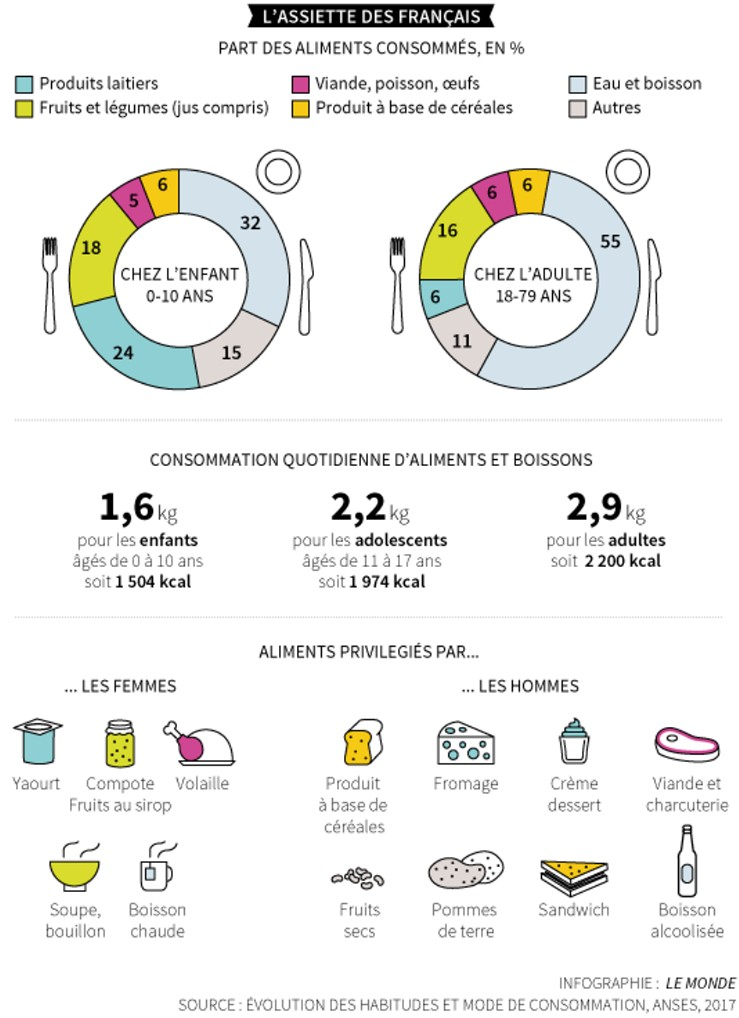 L'ASSIETTE DES FRANÇAIS
PART DES ALIMENTS CONSOMMÉS, EN %
Produits laitiers
Viande, poisson, œufs
Eau et boisson
Fruits et légumes (jus compris)
Produit à base de céréales
Autres
6
5
32
18
CHEZ L'ENFANT
0-10 ANS
24
15
6
6
16
55
CHEZ L'ADULTE
18-79 ANS
6
11
CONSOMMATION QUOTIDIENNE D'ALIMENTS ET BOISSONS
1,6 kg
pour les enfants
âgés de 0 à 10 ans
soit 1 504 kcal
2,2 kg
pour les adolescents
âgés de 11 à 17 ans
soit 1 974 kcal
2,9 kg
pour les adultes
soit 2 200 kcal
ALIMENTS PRIVILEGIÉS PAR...
... LES FEMMES
Yaourt
Compote
Fruits au sirop
Volaille
Soupe,
bouillon
Boisson
chaude
... LES HOMMES
Produit
à base de
céréales
Fromage
Crème
dessert
Viande et
charcuterie
Fruits
secs
Pommes
de terre
Sandwich
Boisson
alcoolisée
INFOGRAPHIE : LE MONDE
SOURCE : ÉVOLUTION DES HABITUDES ET MODE DE CONSOMMATION, ANSES, 2017